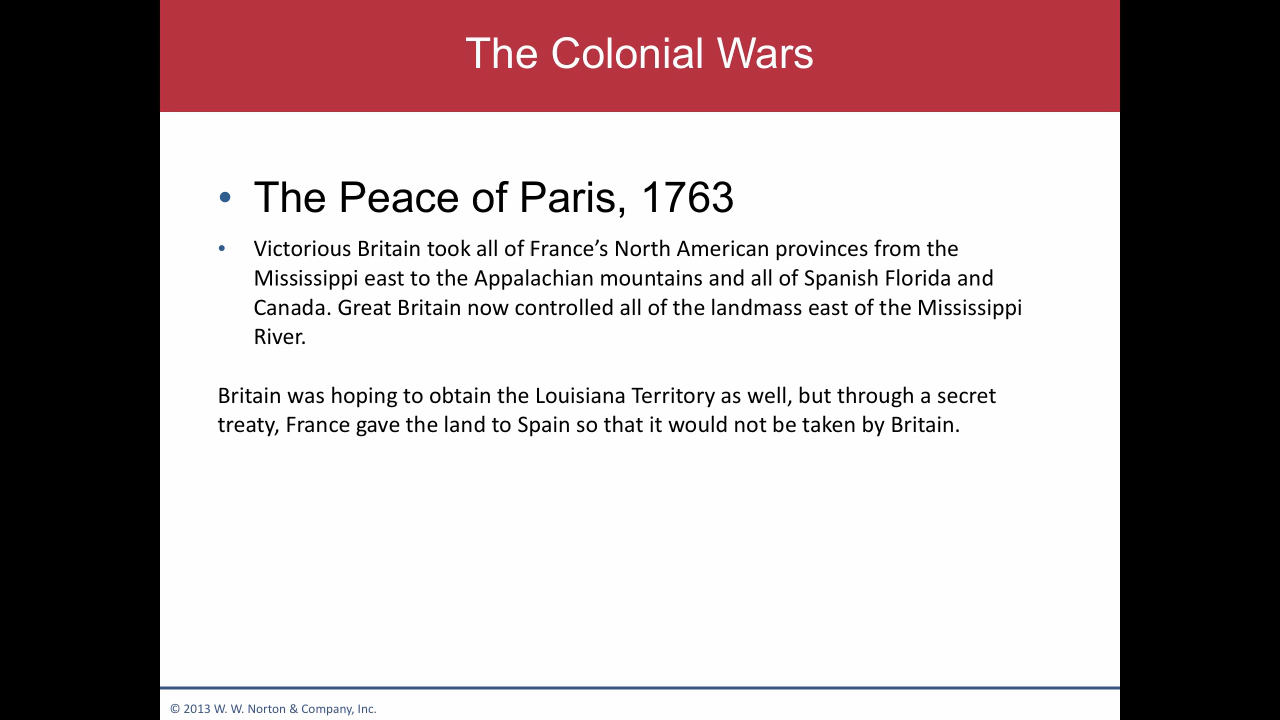 The Colonial Wars
• The Peace of Paris, 1763
• Victorious Britain took all of France’s North American provinces from the
Mississippi east to the Appalachian mountains and all of Spanish Florida and
Canada. Great Britain now controlled all of the landmass east of the Mississippi
River.
Britain was hoping to obtain the Louisiana Territory as well, but through a secret
treaty, France gave the land to Spain so that it would not be taken by Britain.
© 2013 W. W. Norton & Company, Inc.